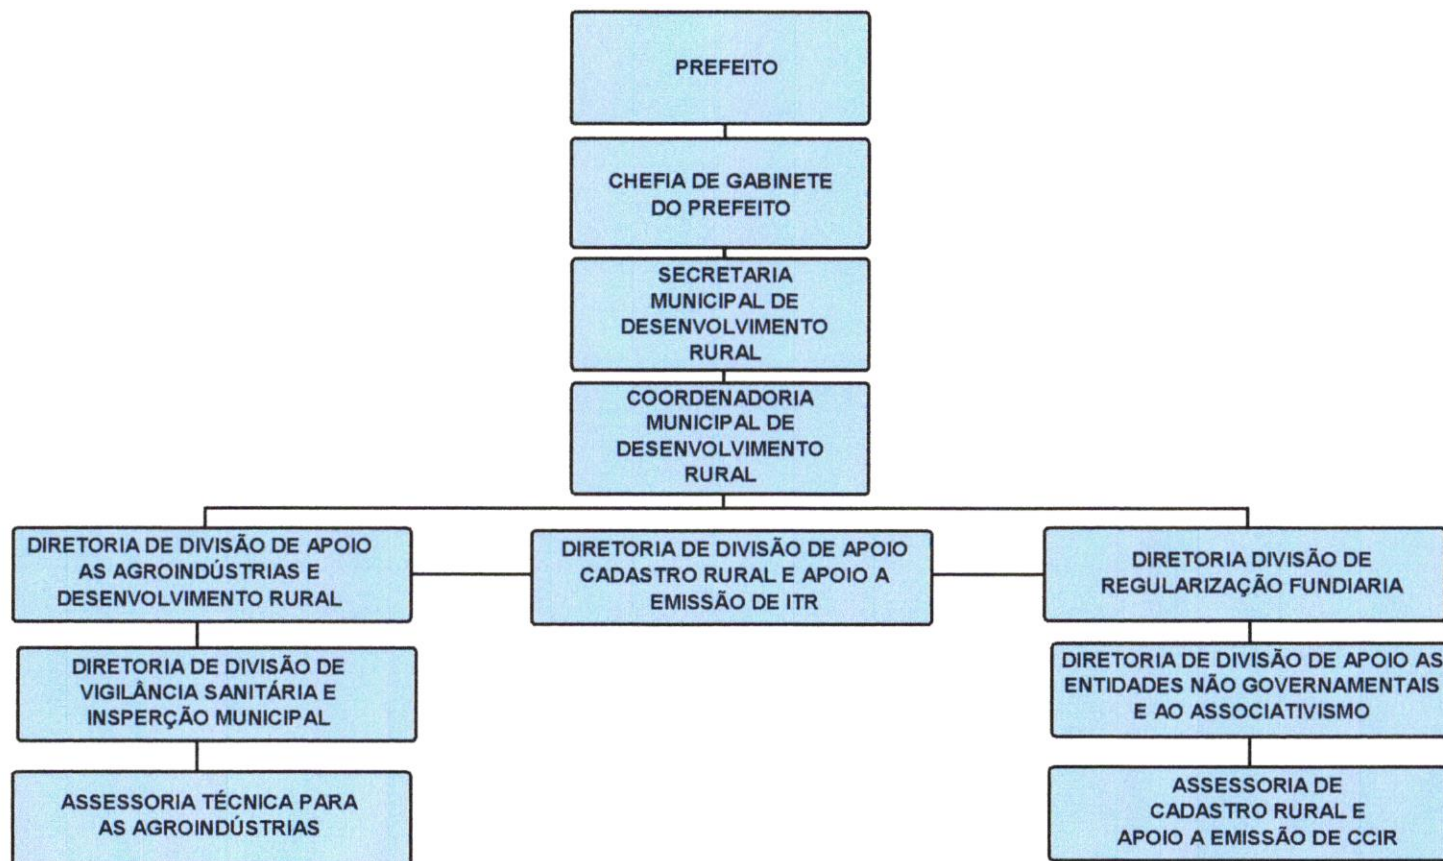 PREFEITO
CHEFIA DE GABINETE
DO PREFEITO
SECRETARIA
MUNICIPAL DE
DESENVOLVIMENTO
RURAL
COORDENADORIA
MUNICIPAL DE
DESENVOLVIMENTO
RURAL
DIRETORIA DE DIVISÃO DE APOIO
AS AGROINDÚSTRIAS E
DESENVOLVIMENTO RURAL
DIRETORIA DE DIVISÃO DE APOIO
CADASTRO RURAL E APOIO A
EMISSÃO DE ITR
DIRETORIA DIVISÃO DE
REGULARIZAÇÃO FUNDIARIA
DIRETORIA DE DIVISÃO DE
VIGILÂNCIA SANITÁRIA E
INSPERÇÃO MUNICIPAL
DIRETORIA DE DIVISÃO DE APOIO AS
ENTIDADES NÃO GOVERNAMENTAIS
E AO ASSOCIATIVISMO
ASSESSORIA TÉCNICA PARA
AS AGROINDÚSTRIAS
ASSESSORIA DE
CADASTRO RURAL E
APOIO A EMISSÃO DE CCIR